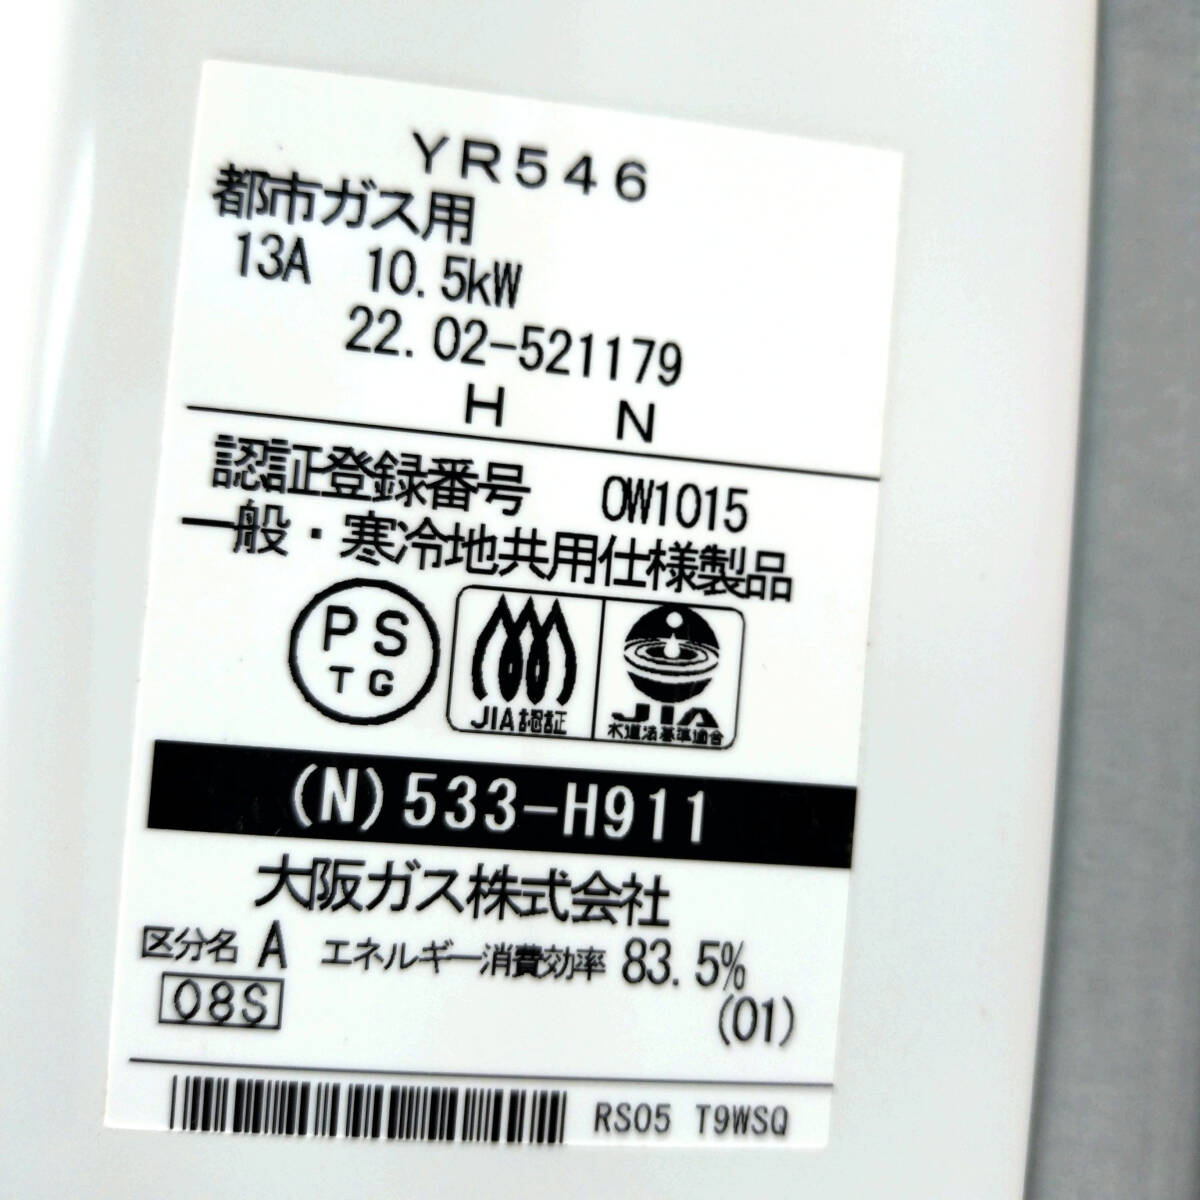 YR546
都市ガス用
13A 10.5kW
22.02-521179
H N
認証登録番号 OW1015
一般・寒冷地共用仕様製品
PS
TG
JIA認証
JIA
水道法基準適合
(N)533-H911
大阪ガス株式会社
区分名 A エネルギー消費効率 83.5%
08S (01)
RS05 T9WSQ